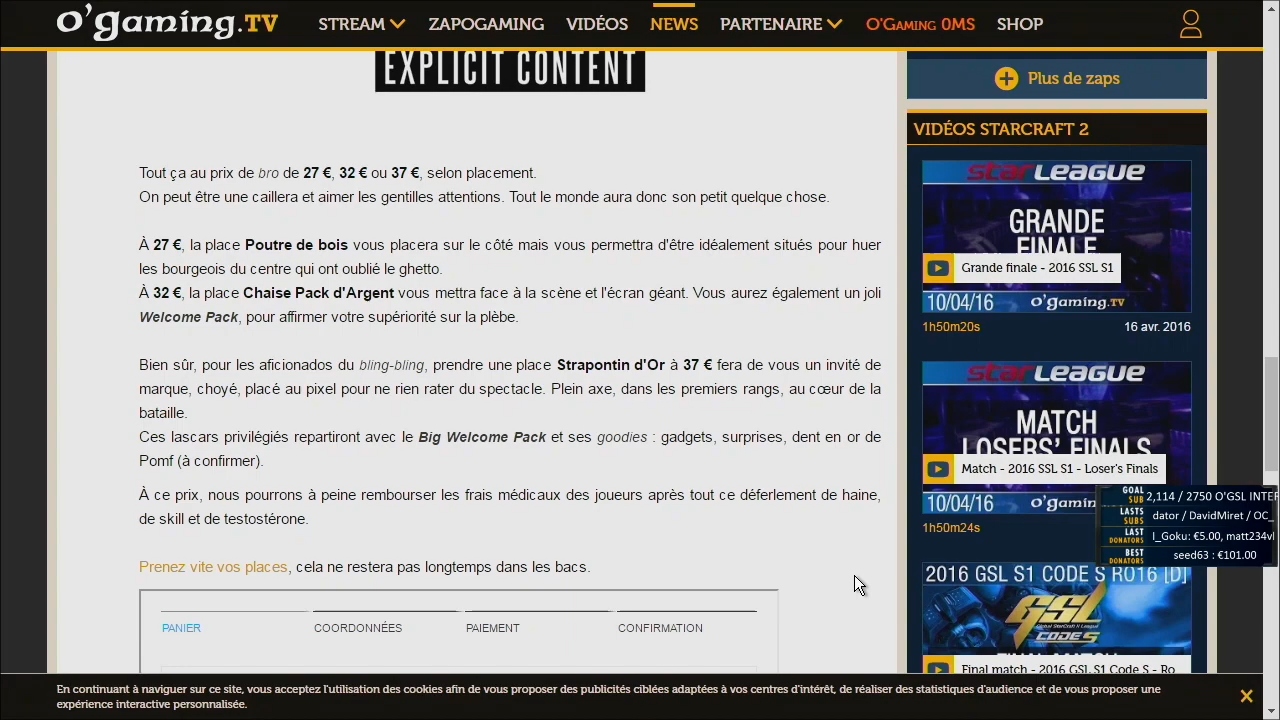 o'gaming.TV
STREAM ZAPOGAMING VIDÉOS NEWS PARTENAIRE O'GAMING 0MS SHOP
EXPLICIT CONTENT
Tout ça au prix de bro de 27 €, 32 € ou 37 €, selon placement.
On peut être une caillera et aimer les gentilles attentions. Tout le monde aura donc son petit quelque chose.
À 27 €, la place Poutre de bois vous placera sur le côté mais vous permettra d'être idéalement situés pour huer
les bourgeois du centre qui ont oublié le ghetto.
À 32 €, la place Chaise Pack d'Argent vous mettra face à la scène et l'écran géant. Vous aurez également un joli
Welcome Pack, pour affirmer votre supériorité sur la plèbe.
Bien sûr, pour les aficionados du bling-bling, prendre une place Strapontin d'Or à 37 € fera de vous un invité de
marque, choyé, placé au pixel pour ne rien rater du spectacle. Plein axe, dans les premiers rangs, au cœur de la
bataille.
Ces lascars privilégiés repartiront avec le Big Welcome Pack et ses goodies : gadgets, surprises, dent en or de
Pomf (à confirmer).
À ce prix, nous pourrons à peine rembourser les frais médicaux des joueurs après tout ce déferlement de haine,
de skill et de testostérone.
Prenez vite vos places, cela ne restera pas longtemps dans les bacs.
PANIER COORDONNÉES PAIEMENT CONFIRMATION
Plus de zaps
VIDÉOS STARCRAFT 2
STARLEAGUE
GRANDE
FINALE
Grande finale - 2016 SSL S1
10/04/16 o'gaming.TV
1h50m20s 16 avr. 2016
STARLEAGUE
MATCH
LOSERS' FINALS
Match - 2016 SSL S1 - Loser's Finals
10/04/16 o'gaming
1h50m24s
GOAL SUB 2,114 / 2750 O'GSL INTER
LASTS SUBS dator / DavidMiret / OC_
LAST DONATORS l_Goku: €5.00, matt234vl
BEST DONATORS seed63 : €101.00
2016 GSL S1 CODE S RO16 [D]
GSL
Global StarCraft II League
CODE S
FINAL MATCH
Final match - 2016 GSL S1 Code S - Ro
En continuant à naviguer sur ce site, vous acceptez l'utilisation des cookies afin de vous proposer des publicités ciblées adaptées à vos centres d'intérêt, de réaliser des statistiques d'audience et de vous proposer une
expérience interactive personnalisée.